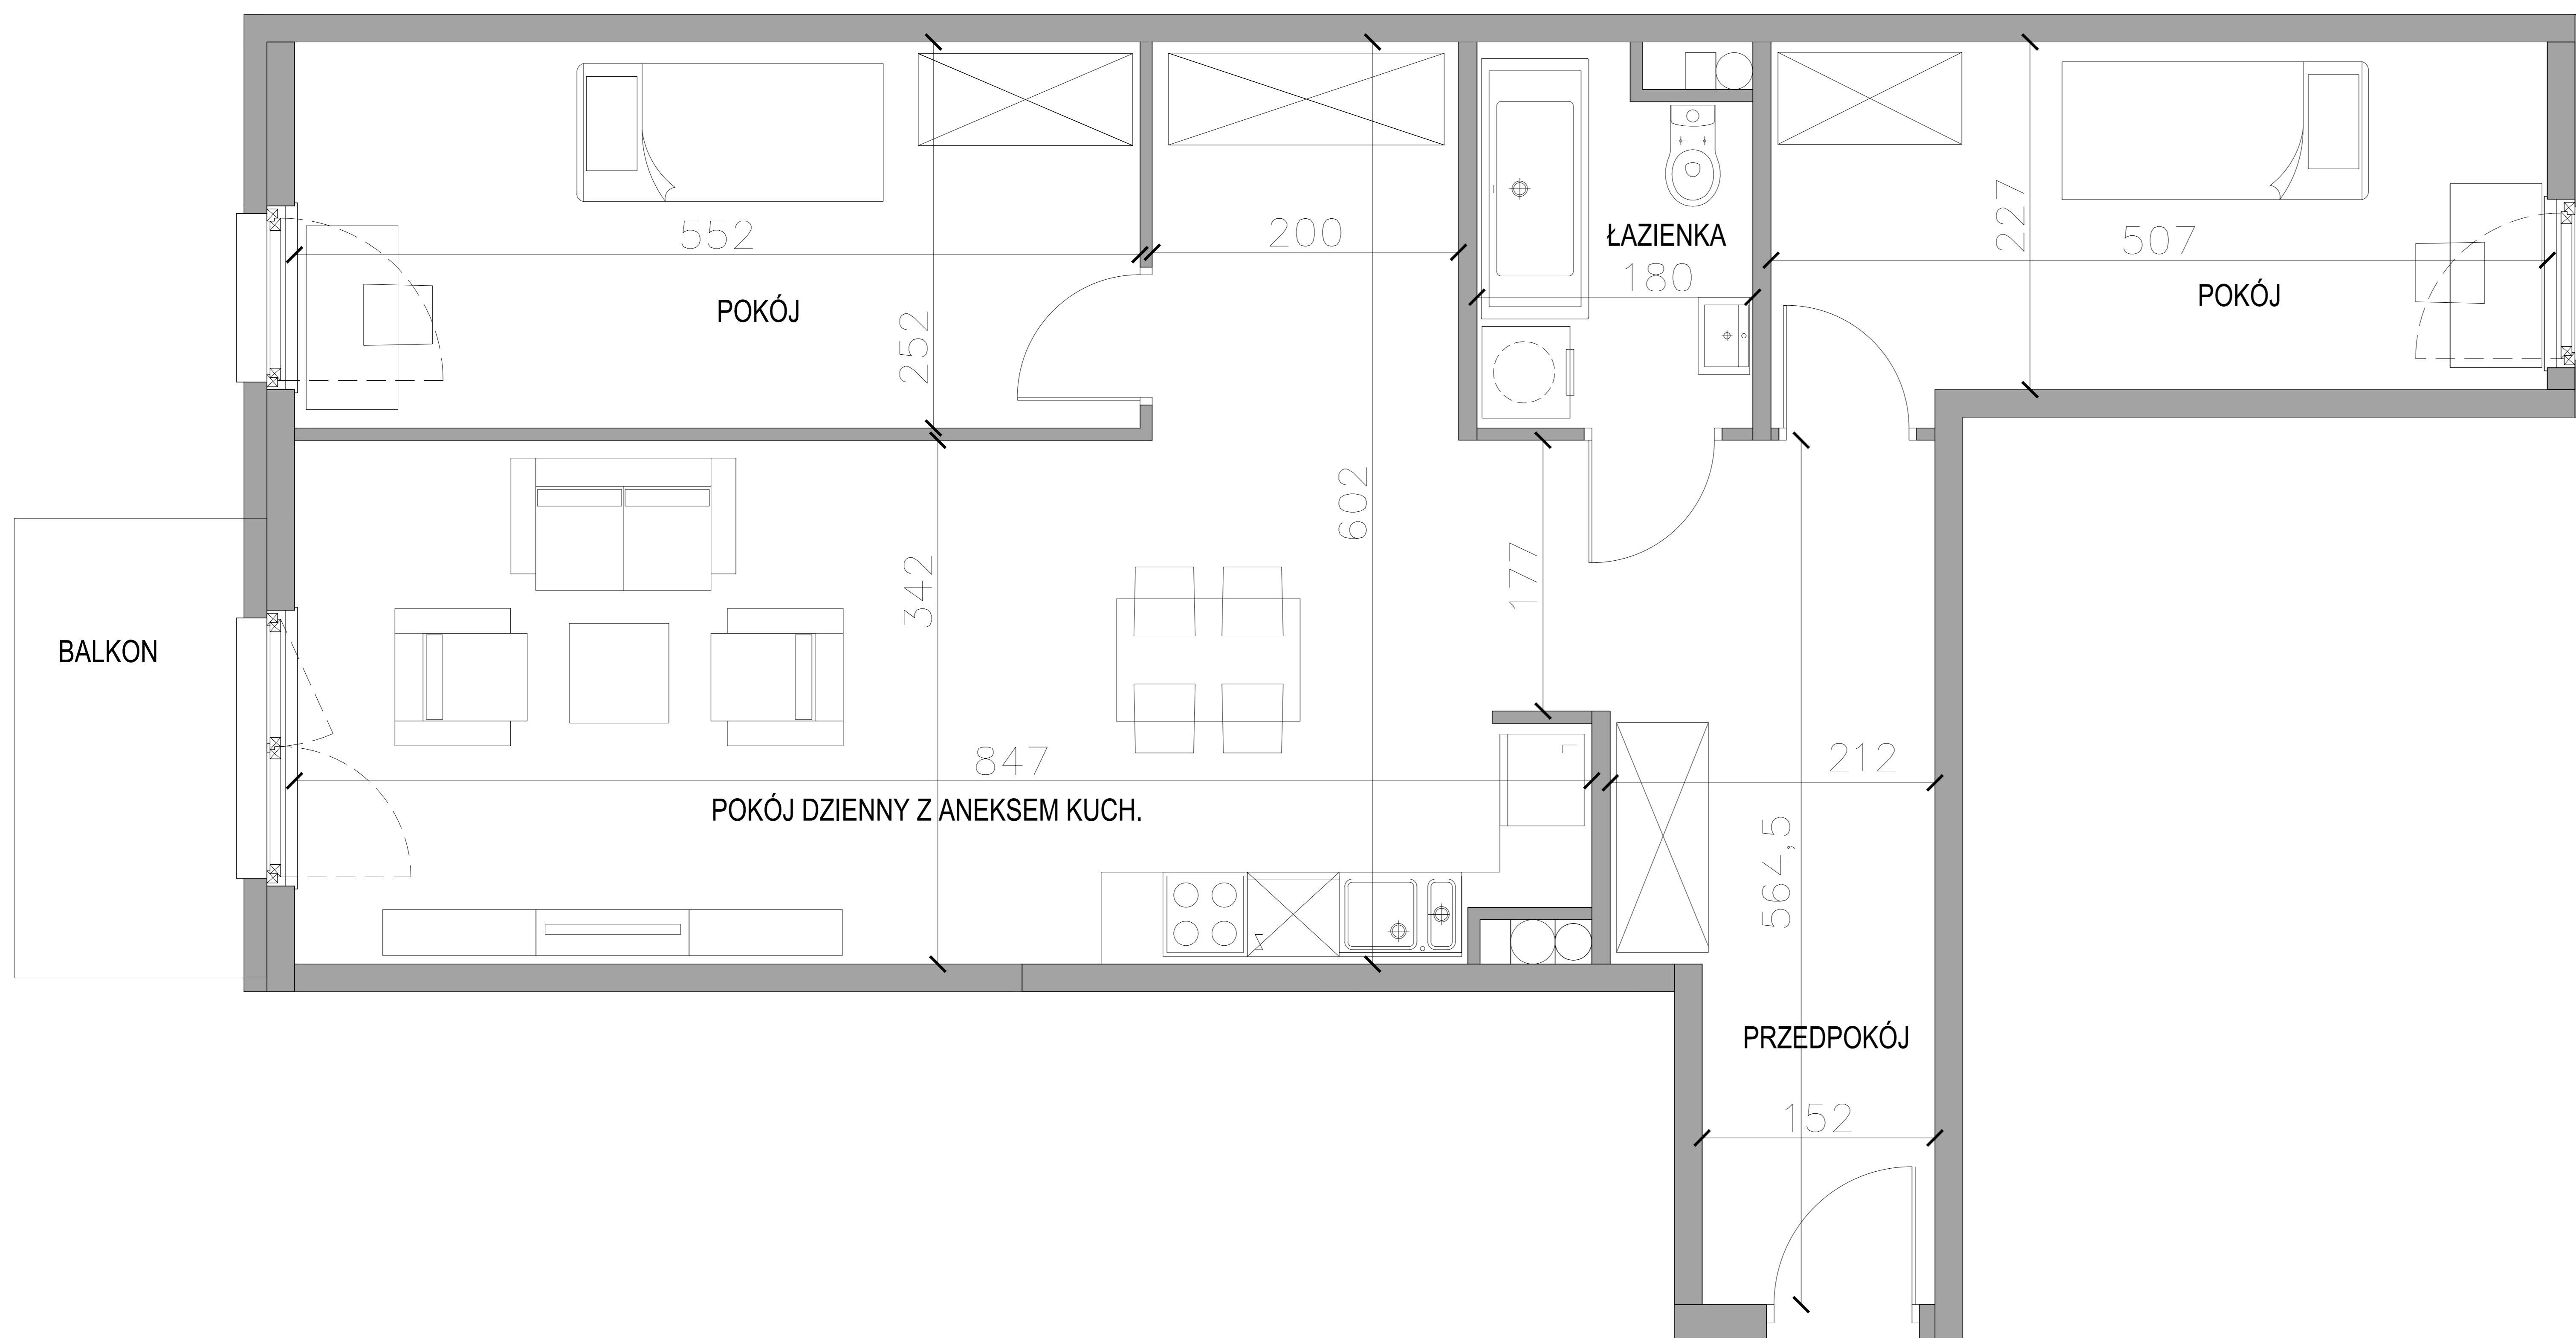 552
200
ŁAZIENKA
180
227
507
POKÓJ
POKÓJ
252
602
342
177
BALKON
847
212
POKÓJ DZIENNY Z ANEKSEM KUCH.
564,5
PRZEDPOKÓJ
152